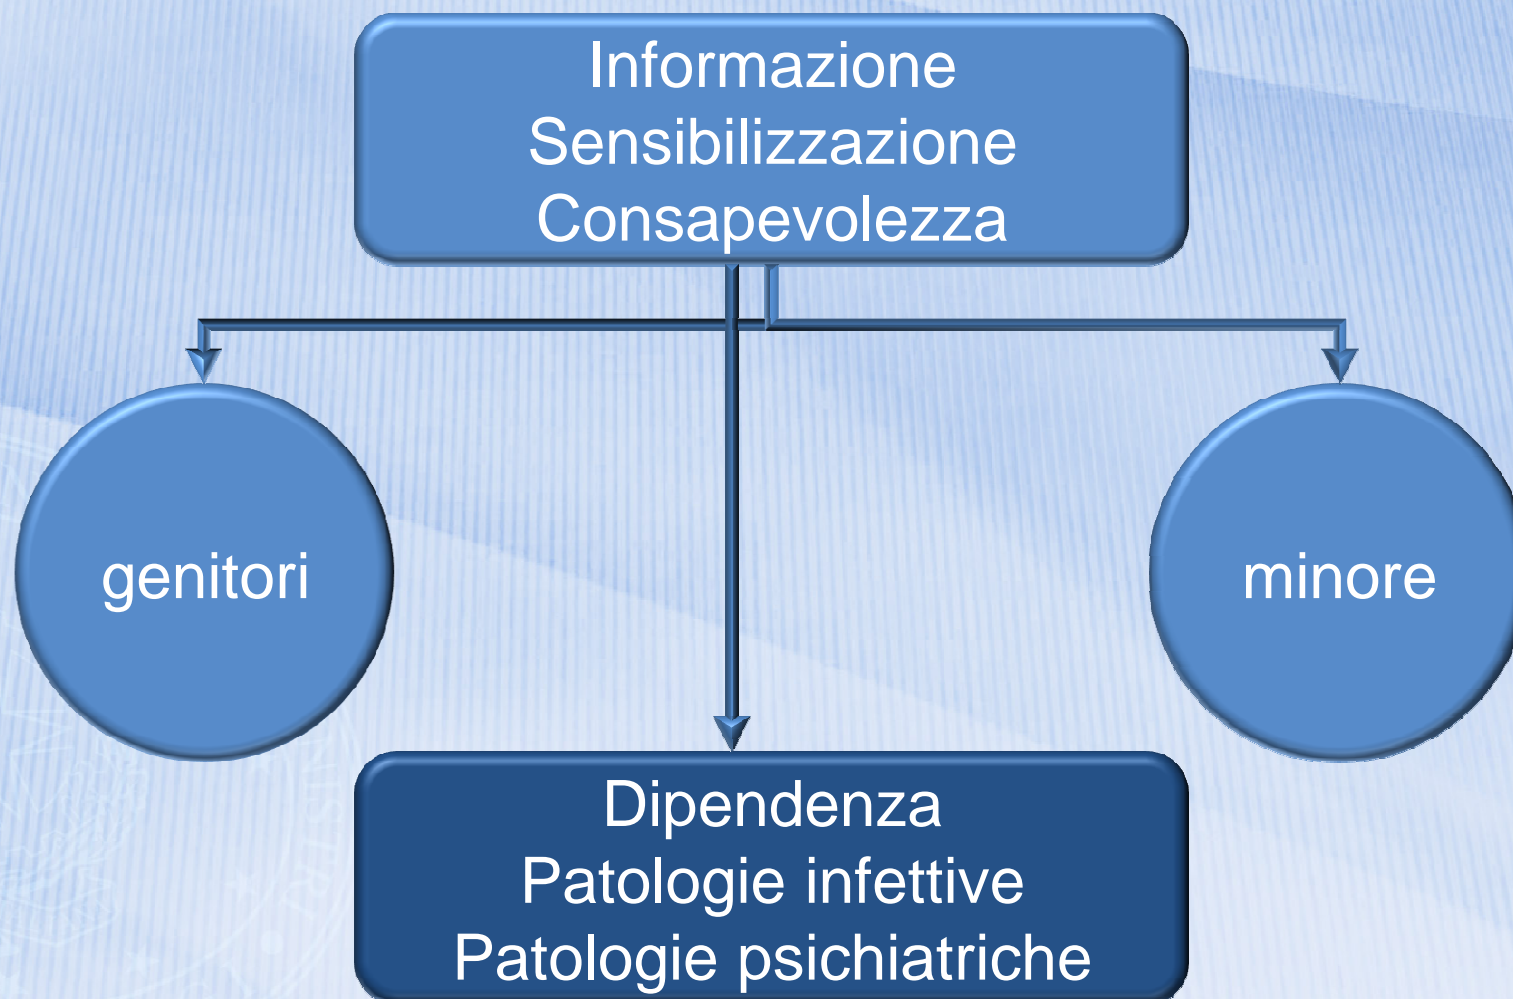 Informazione
Sensibilizzazione
Consapevolezza
genitori
minore
Dipendenza
Patologie infettive
Patologie psichiatriche